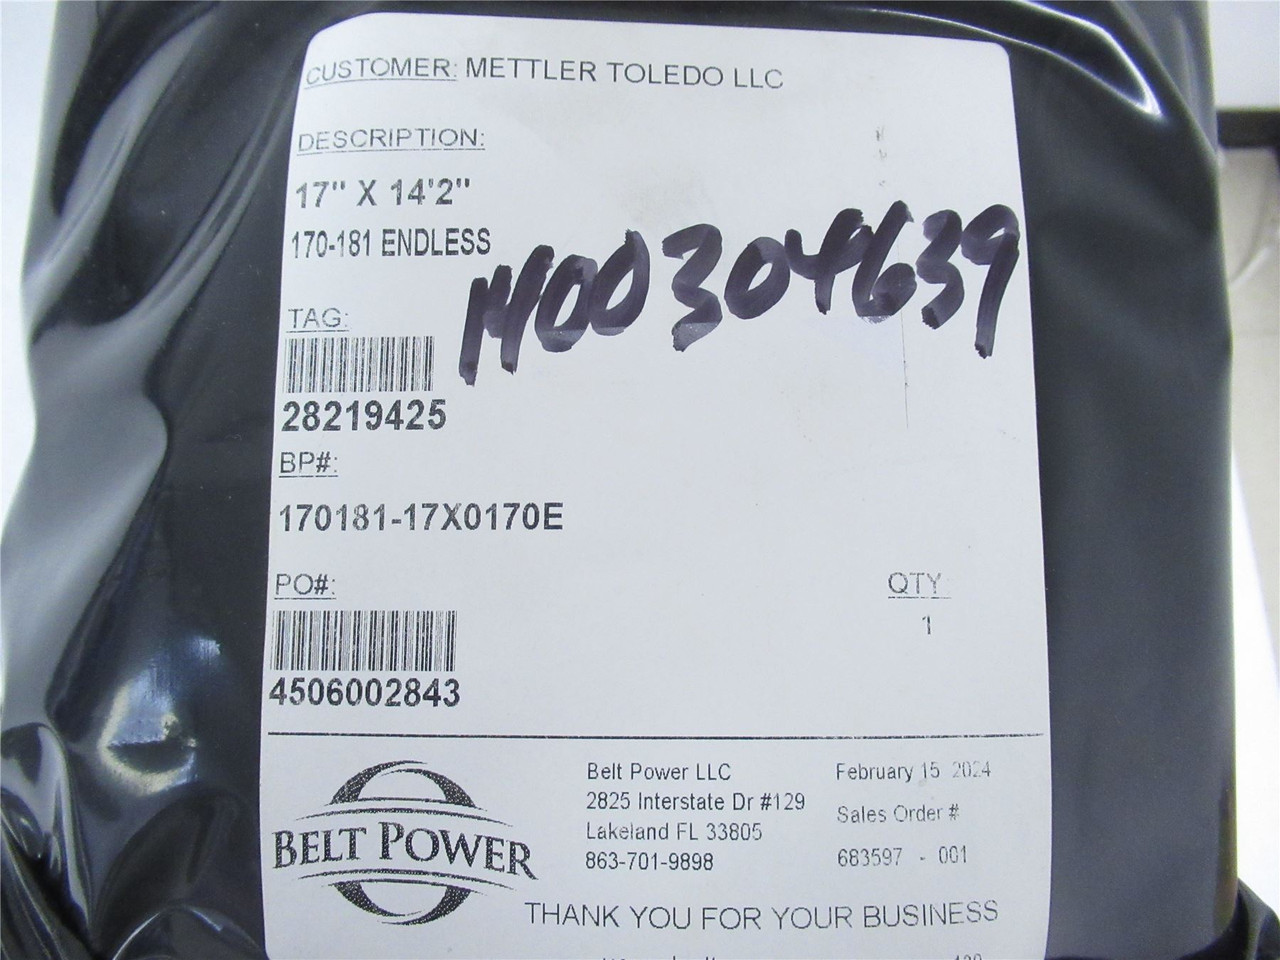 CUSTOMER: METTLER TOLEDO LLC
DESCRIPTION:
17" X 14'2"
170-181 ENDLESS
H00304639
TAG:
28219425
BP#:
170181-17X0170E
PO#:
QTY
1
4506002843
BELT POWER
Belt Power LLC
2825 Interstate Dr #129
Lakeland FL 33805
863-701-9898
February 15 2024
Sales Order #
683597 - 001
THANK YOU FOR YOUR BUSINESS